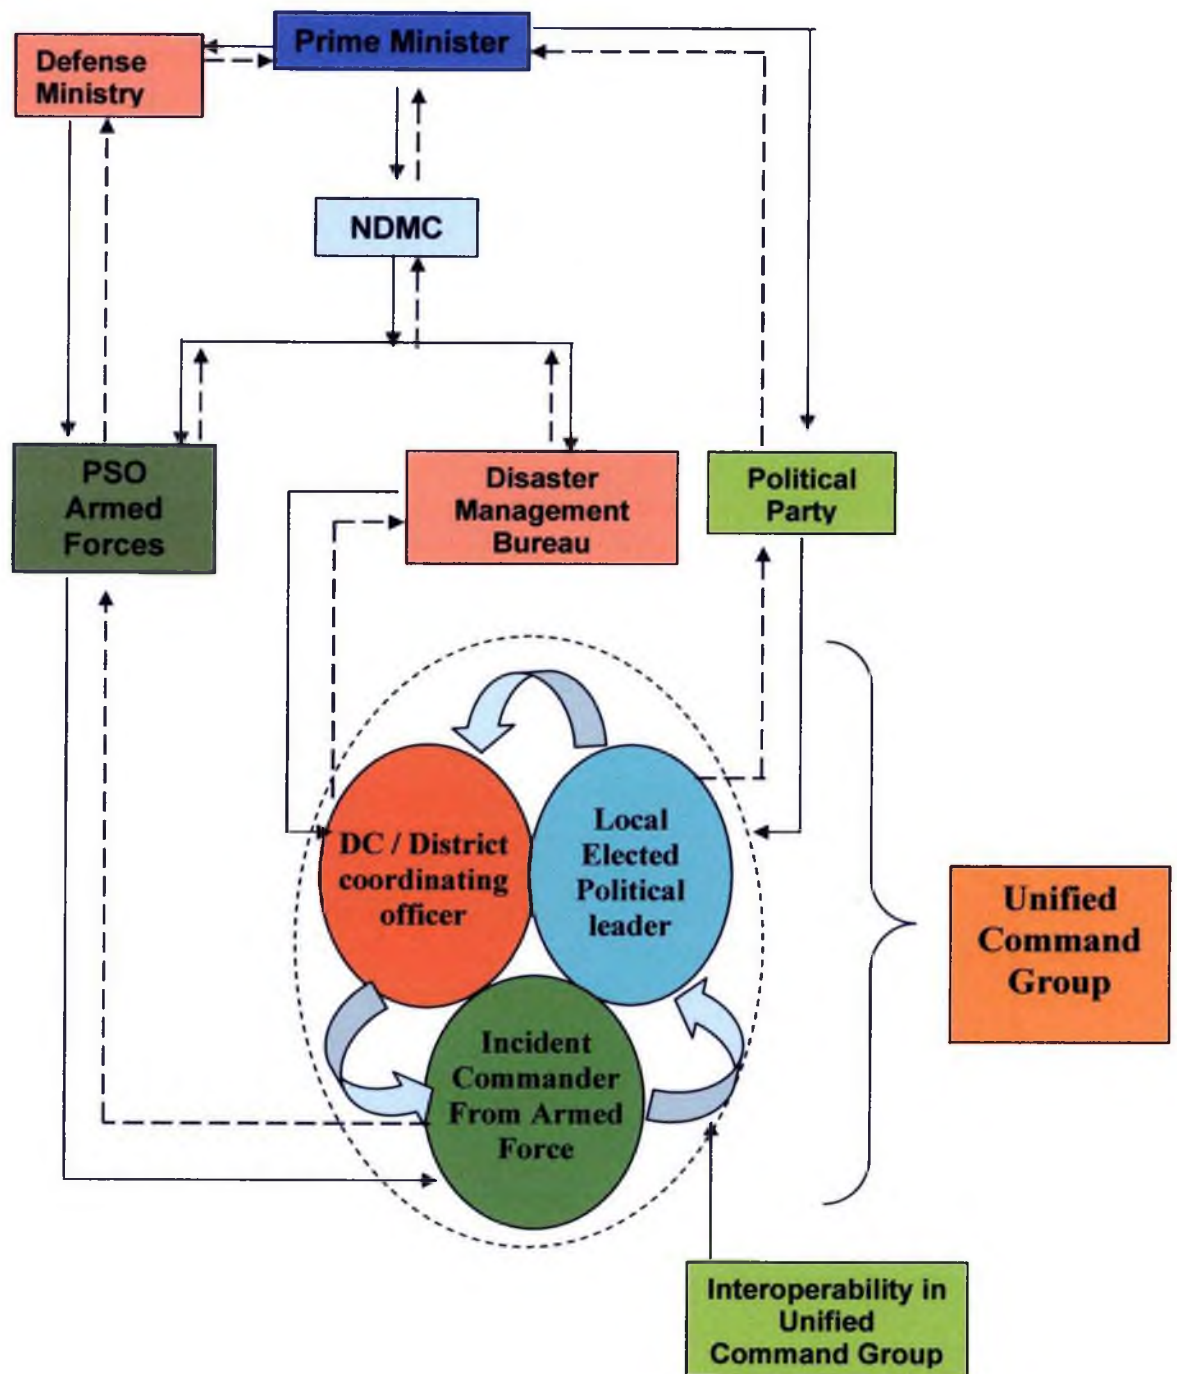 Prime Minister
Defense
Ministry
NDMC
PSO
Armed
Forces
Disaster
Management
Bureau
Political
Party
DC / District
coordinating
officer
Local
Elected
Political
leader
Incident
Commander
From Armed
Force
Unified
Command
Group
Interoperability in
Unified
Command Group